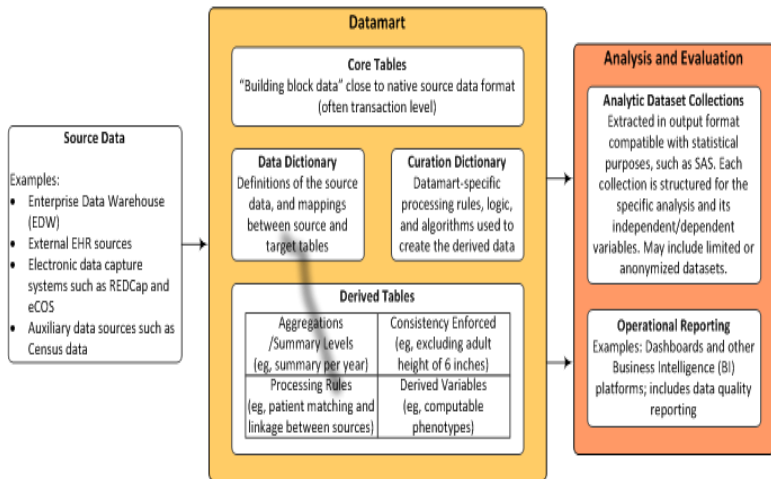 Source Data
Examples:
• Enterprise Data Warehouse
(EDW)
• External EHR sources
• Electronic data capture
systems such as REDCap and
eCOS
• Auxiliary data sources such as
Census data
Datamart
Core Tables
“Building block data” close to native source data format
(often transaction level)
Data Dictionary
Definitions of the source
data, and mappings
between source and
target tables
Curation Dictionary
Datamart-specific
processing rules, logic,
and algorithms used to
create the derived data
Derived Tables
Aggregations
/Summary Levels
(eg, summary per year)
Consistency Enforced
(eg, excluding adult
height of 6 inches)
Processing Rules
(eg, patient matching and
linkage between sources)
Derived Variables
(eg, computable
phenotypes)
Analysis and Evaluation
Analytic Dataset Collections
Extracted in output format
compatible with statistical
purposes, such as SAS. Each
collection is structured for the
specific analysis and its
independent/dependent
variables. May include limited or
anonymized datasets.
Operational Reporting
Examples: Dashboards and other
Business Intelligence (BI)
platforms; includes data quality
reporting